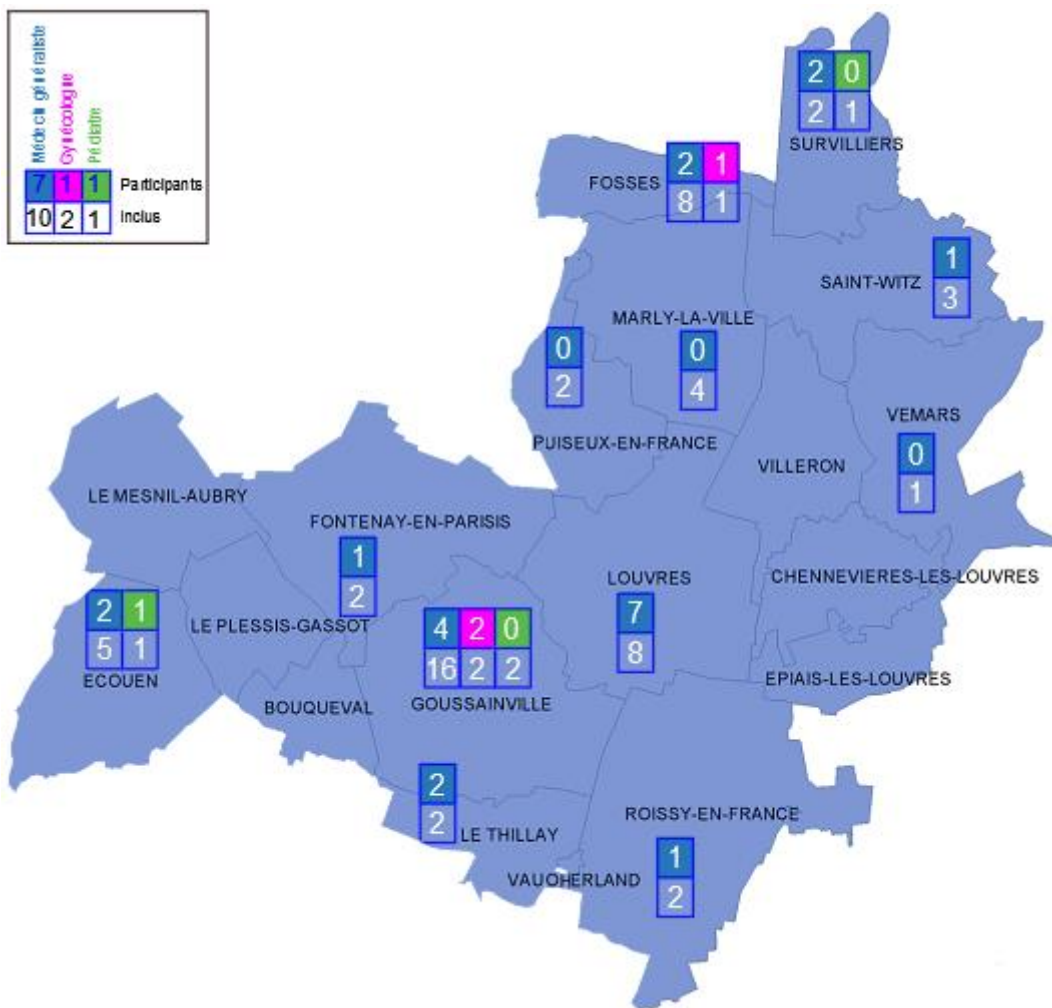 Médecin généraliste
Gynécologue
Pédiatre
7 1 1 Participants
10 2 1 Inclus
2 0
2 1
SURVILLIERS
2 1
FOSSES
8 1
1
SAINT-WITZ
3
MARLY-LA-VILLE
0
2
0
4
PUISEUX-EN-FRANCE
VEMARS
0
1
VILLERON
LE MESNIL-AUBRY
FONTENAY-EN-PARISIS
1
2
LOUVRES
7
8
CHENNEVIERES-LES-LOUVRES
2 1
5 1
ECOUEN
LE PLESSIS-GASSOT
4 2 0
16 2 2
GOUSSAINVILLE
EPIAIS-LES-LOUVRES
BOUQUEVAL
2
2
LE THILLAY
ROISSY-EN-FRANCE
1
2
VAUOHERLAND